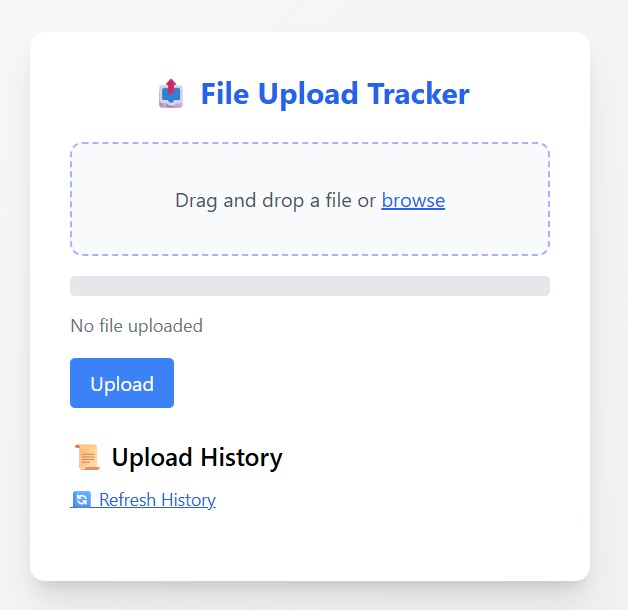 File Upload Tracker
Drag and drop a file or browse
No file uploaded
Upload
Upload History
Refresh History